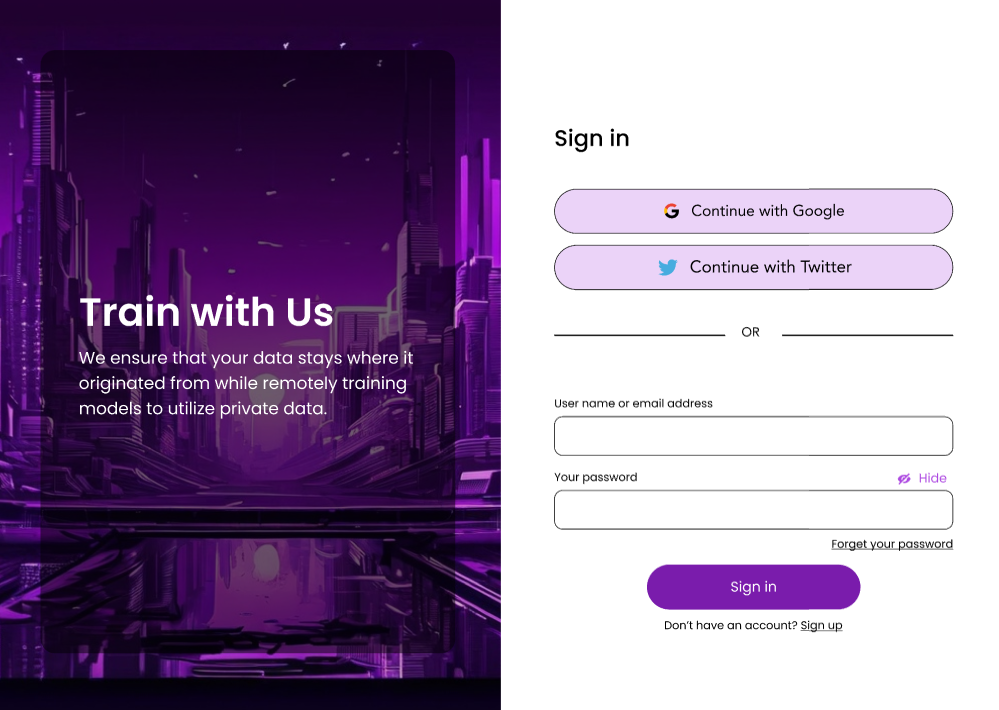 Train with Us
We ensure that your data stays where it
originated from while remotely training
models to utilize private data.
Sign in
Continue with Google
Continue with Twitter
OR
User name or email address
Your password
Hide
Forget your password
Sign in
Don't have an account? Sign up